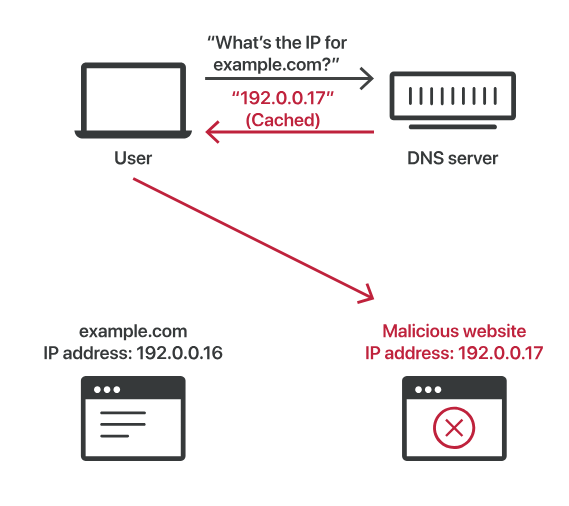 “What’s the IP for
example.com?”
“192.0.0.17”
(Cached)
User
DNS server
example.com
IP address: 192.0.0.16
Malicious website
IP address: 192.0.0.17